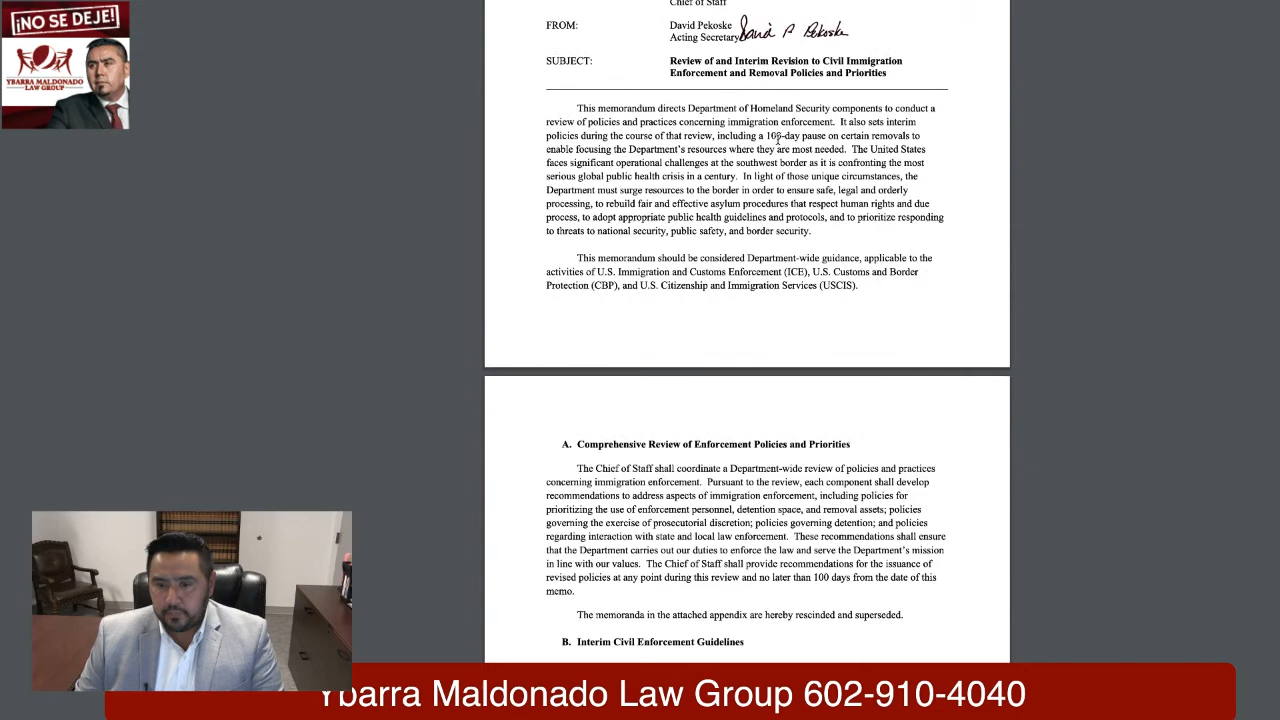 ¡NO SE DEJE!
YBARRA MALDONADO
LAW GROUP
Chief of Staff
FROM:
David Pekoske
Acting Secretary
David P Pekoske
SUBJECT:
Review of and Interim Revision to Civil Immigration
Enforcement and Removal Policies and Priorities
This memorandum directs Department of Homeland Security components to conduct a
review of policies and practices concerning immigration enforcement. It also sets interim
policies during the course of that review, including a 100-day pause on certain removals to
enable focusing the Department's resources where they are most needed. The United States
faces significant operational challenges at the southwest border as it is confronting the most
serious global public health crisis in a century. In light of those unique circumstances, the
Department must surge resources to the border in order to ensure safe, legal and orderly
processing, to rebuild fair and effective asylum procedures that respect human rights and due
process, to adopt appropriate public health guidelines and protocols, and to prioritize responding
to threats to national security, public safety, and border security.
This memorandum should be considered Department-wide guidance, applicable to the
activities of U.S. Immigration and Customs Enforcement (ICE), U.S. Customs and Border
Protection (CBP), and U.S. Citizenship and Immigration Services (USCIS).
A. Comprehensive Review of Enforcement Policies and Priorities
The Chief of Staff shall coordinate a Department-wide review of policies and practices
concerning immigration enforcement. Pursuant to the review, each component shall develop
recommendations to address aspects of immigration enforcement, including policies for
prioritizing the use of enforcement personnel, detention space, and removal assets; policies
governing the exercise of prosecutorial discretion; policies governing detention; and policies
regarding interaction with state and local law enforcement. These recommendations shall ensure
that the Department carries out our duties to enforce the law and serve the Department's mission
in line with our values. The Chief of Staff shall provide recommendations for the issuance of
revised policies at any point during this review and no later than 100 days from the date of this
memo.
The memoranda in the attached appendix are hereby rescinded and superseded.
B. Interim Civil Enforcement Guidelines
Ybarra Maldonado Law Group 602-910-4040